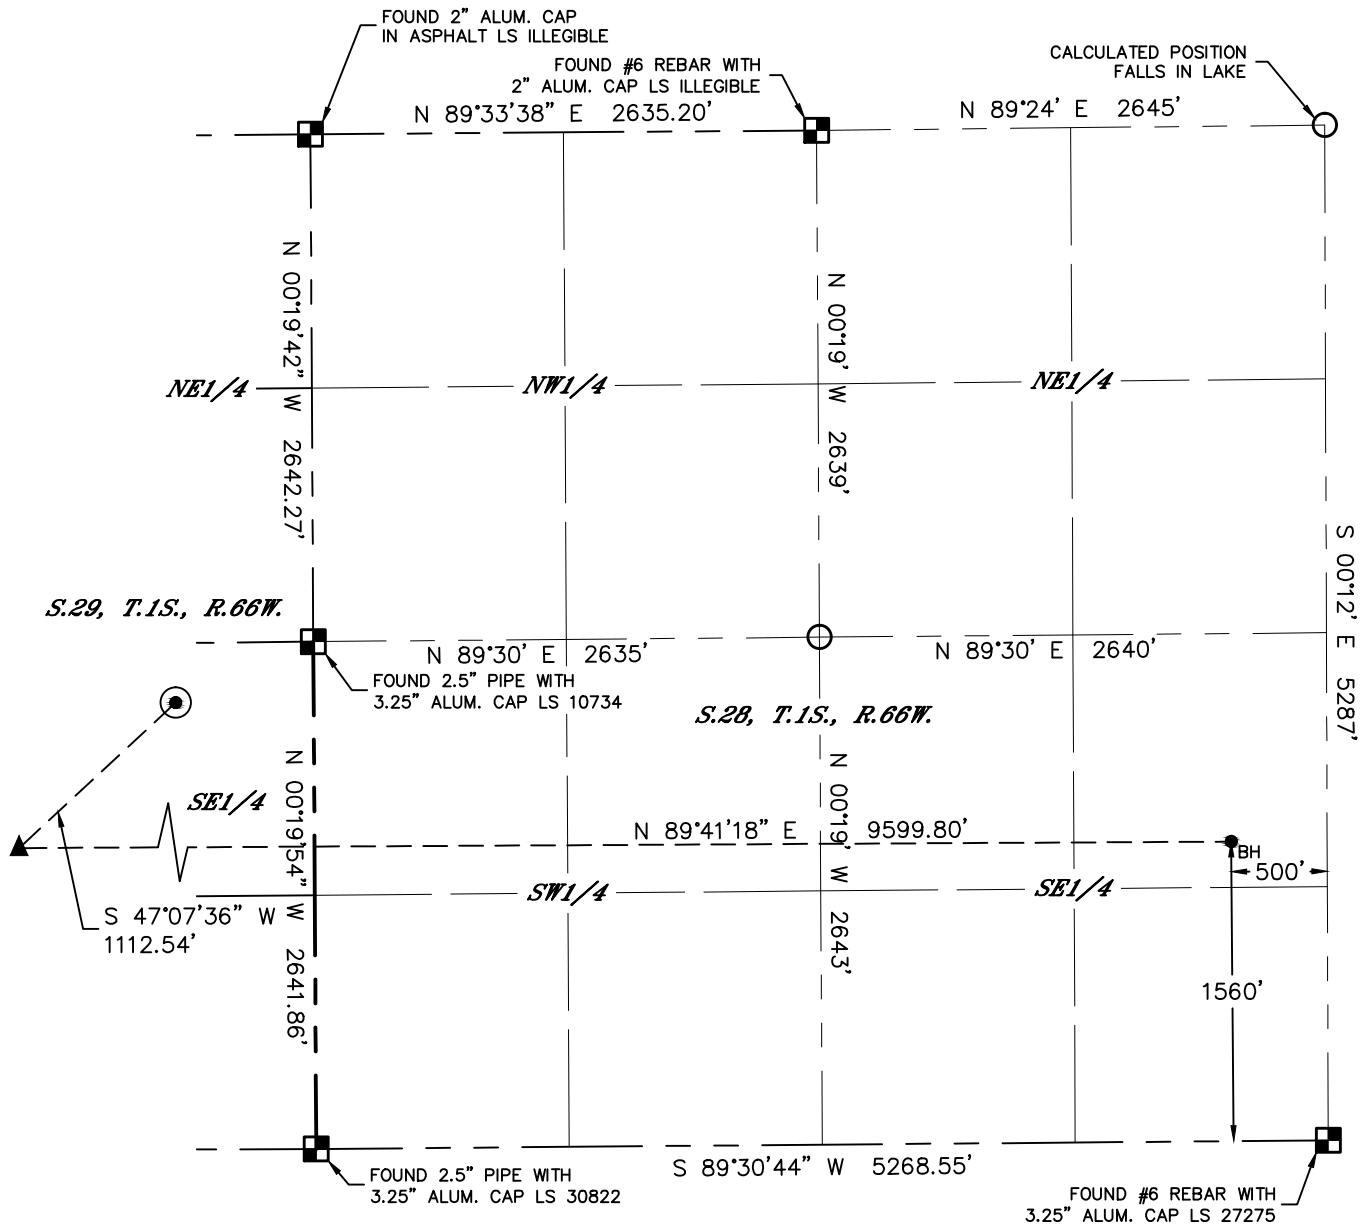 FOUND 2” ALUM. CAP
IN ASPHALT LS ILLEGIBLE
FOUND #6 REBAR WITH
2” ALUM. CAP LS ILLEGIBLE
CALCULATED POSITION
FALLS IN LAKE
N 89°33'38” E 2635.20'
N 89°24' E 2645'
N 00°19'42” W 2642.27'
N 00°19' W 2639'
NE1/4
NW1/4
NE1/4
S 00°12' E 5287'
S.29, T.1S., R.66W.
N 89°30' E 2635'
N 89°30' E 2640'
FOUND 2.5” PIPE WITH
3.25” ALUM. CAP LS 10734
S.28, T.1S., R.66W.
N 00°19'54” W 2641.86'
N 00°19' W 2643'
SE1/4
N 89°41'18” E 9599.80'
BH
500'
SW1/4
SE1/4
S 47°07'36” W
1112.54'
1560'
S 89°30'44” W 5268.55'
FOUND 2.5” PIPE WITH
3.25” ALUM. CAP LS 30822
FOUND #6 REBAR WITH
3.25” ALUM. CAP LS 27275